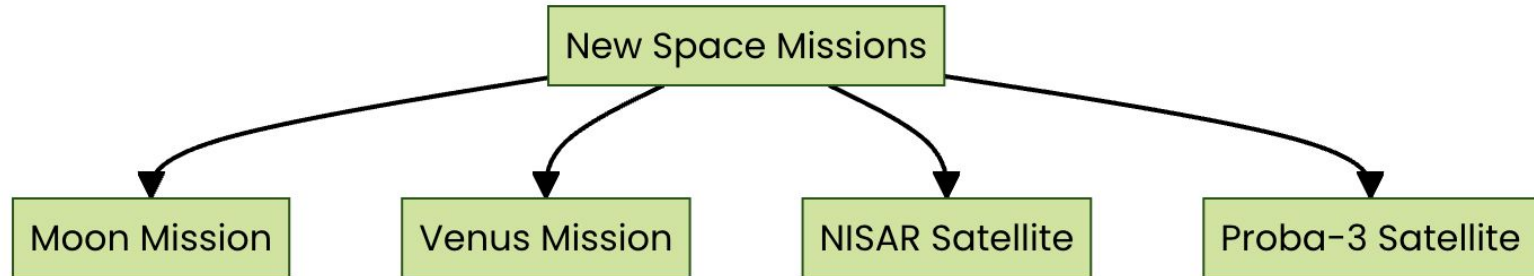 New Space Missions
Moon Mission
Venus Mission
NISAR Satellite
Proba-3 Satellite